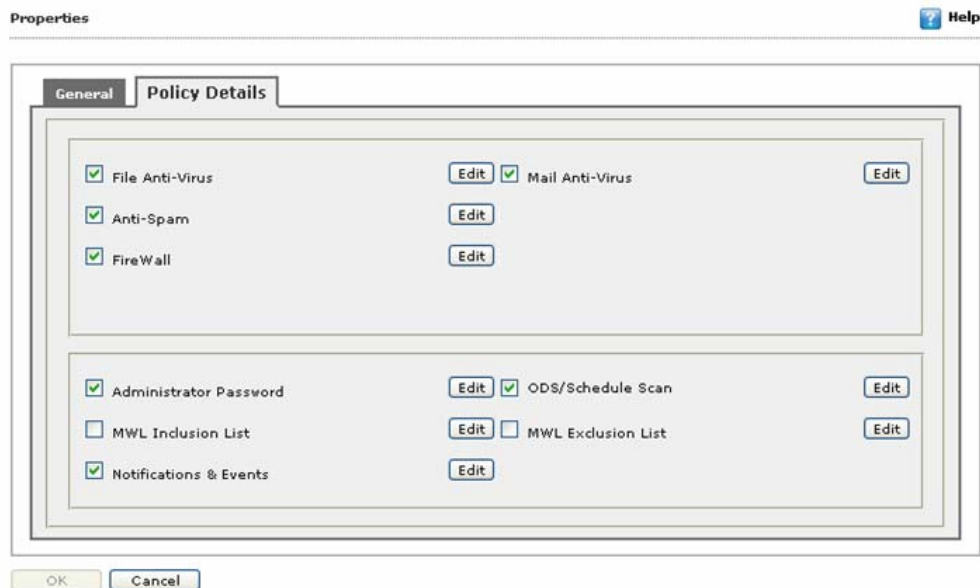 Properties
Help
General
Policy Details
File Anti-Virus Edit Mail Anti-Virus Edit
Anti-Spam Edit
FireWall Edit
Administrator Password Edit ODS/Schedule Scan Edit
MWL Inclusion List Edit MWL Exclusion List Edit
Notifications & Events Edit
OK Cancel